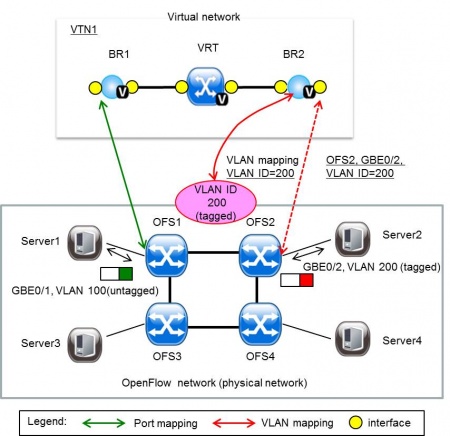 Virtual network
VTN1
BR1
VRT
BR2
V
V
V
VLAN mapping
VLAN ID=200
OFS2, GBE0/2,
VLAN ID=200
VLAN ID
200
(tagged)
OFS1
OFS2
Server1
Server2
GBE0/1, VLAN 100(untagged)
GBE0/2, VLAN 200 (tagged)
Server3
OFS3
OFS4
Server4
OpenFlow network (physical network)
Legend:
Port mapping
VLAN mapping
interface